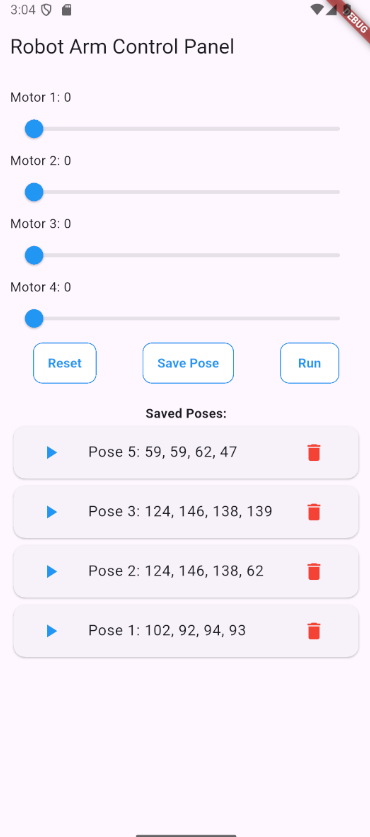 3:04
DEBUG
Robot Arm Control Panel
Motor 1: 0
Motor 2: 0
Motor 3: 0
Motor 4: 0
Reset Save Pose Run
Saved Poses:
Pose 5: 59, 59, 62, 47
Pose 3: 124, 146, 138, 139
Pose 2: 124, 146, 138, 62
Pose 1: 102, 92, 94, 93